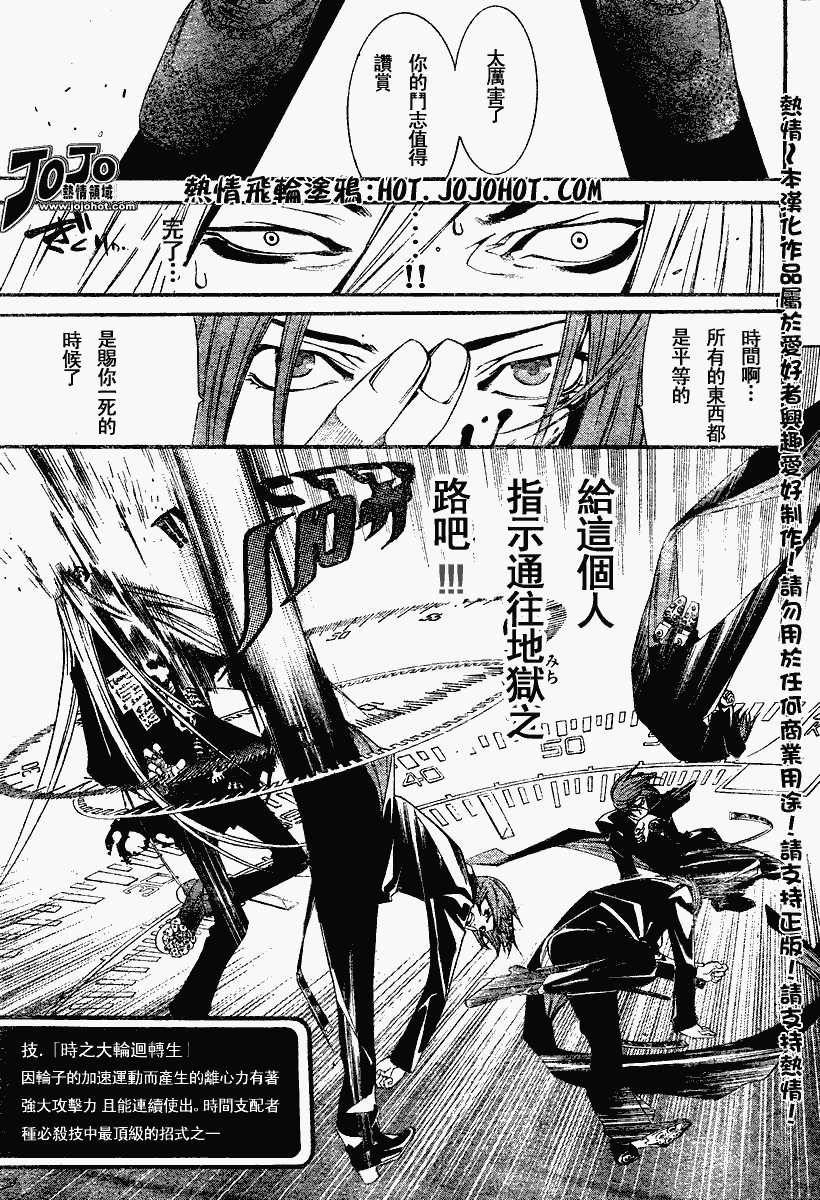 太厲害了
你的鬥志值得
讚賞
JOJO
熱情領域
www.jojohot.com
熱情飛輪塗鴉:HOT.JOJOHOT.COM
完了…
!!
時間啊…
所有的東西都
是平等的
是賜你一死的
時候了
給這個人
指示通往地獄之
みち
路吧!!!
50
40
50
技.「時之大輪迴轉生」
因輪子的加速運動而產生的離心力有著
強大攻擊力 且能連續使出。時間支配者
種必殺技中最頂級的招式之一
熱情~本漢化作品屬於愛好者興趣愛好制作!請勿用於任何商業用途!請支持正版!請支持熱情!